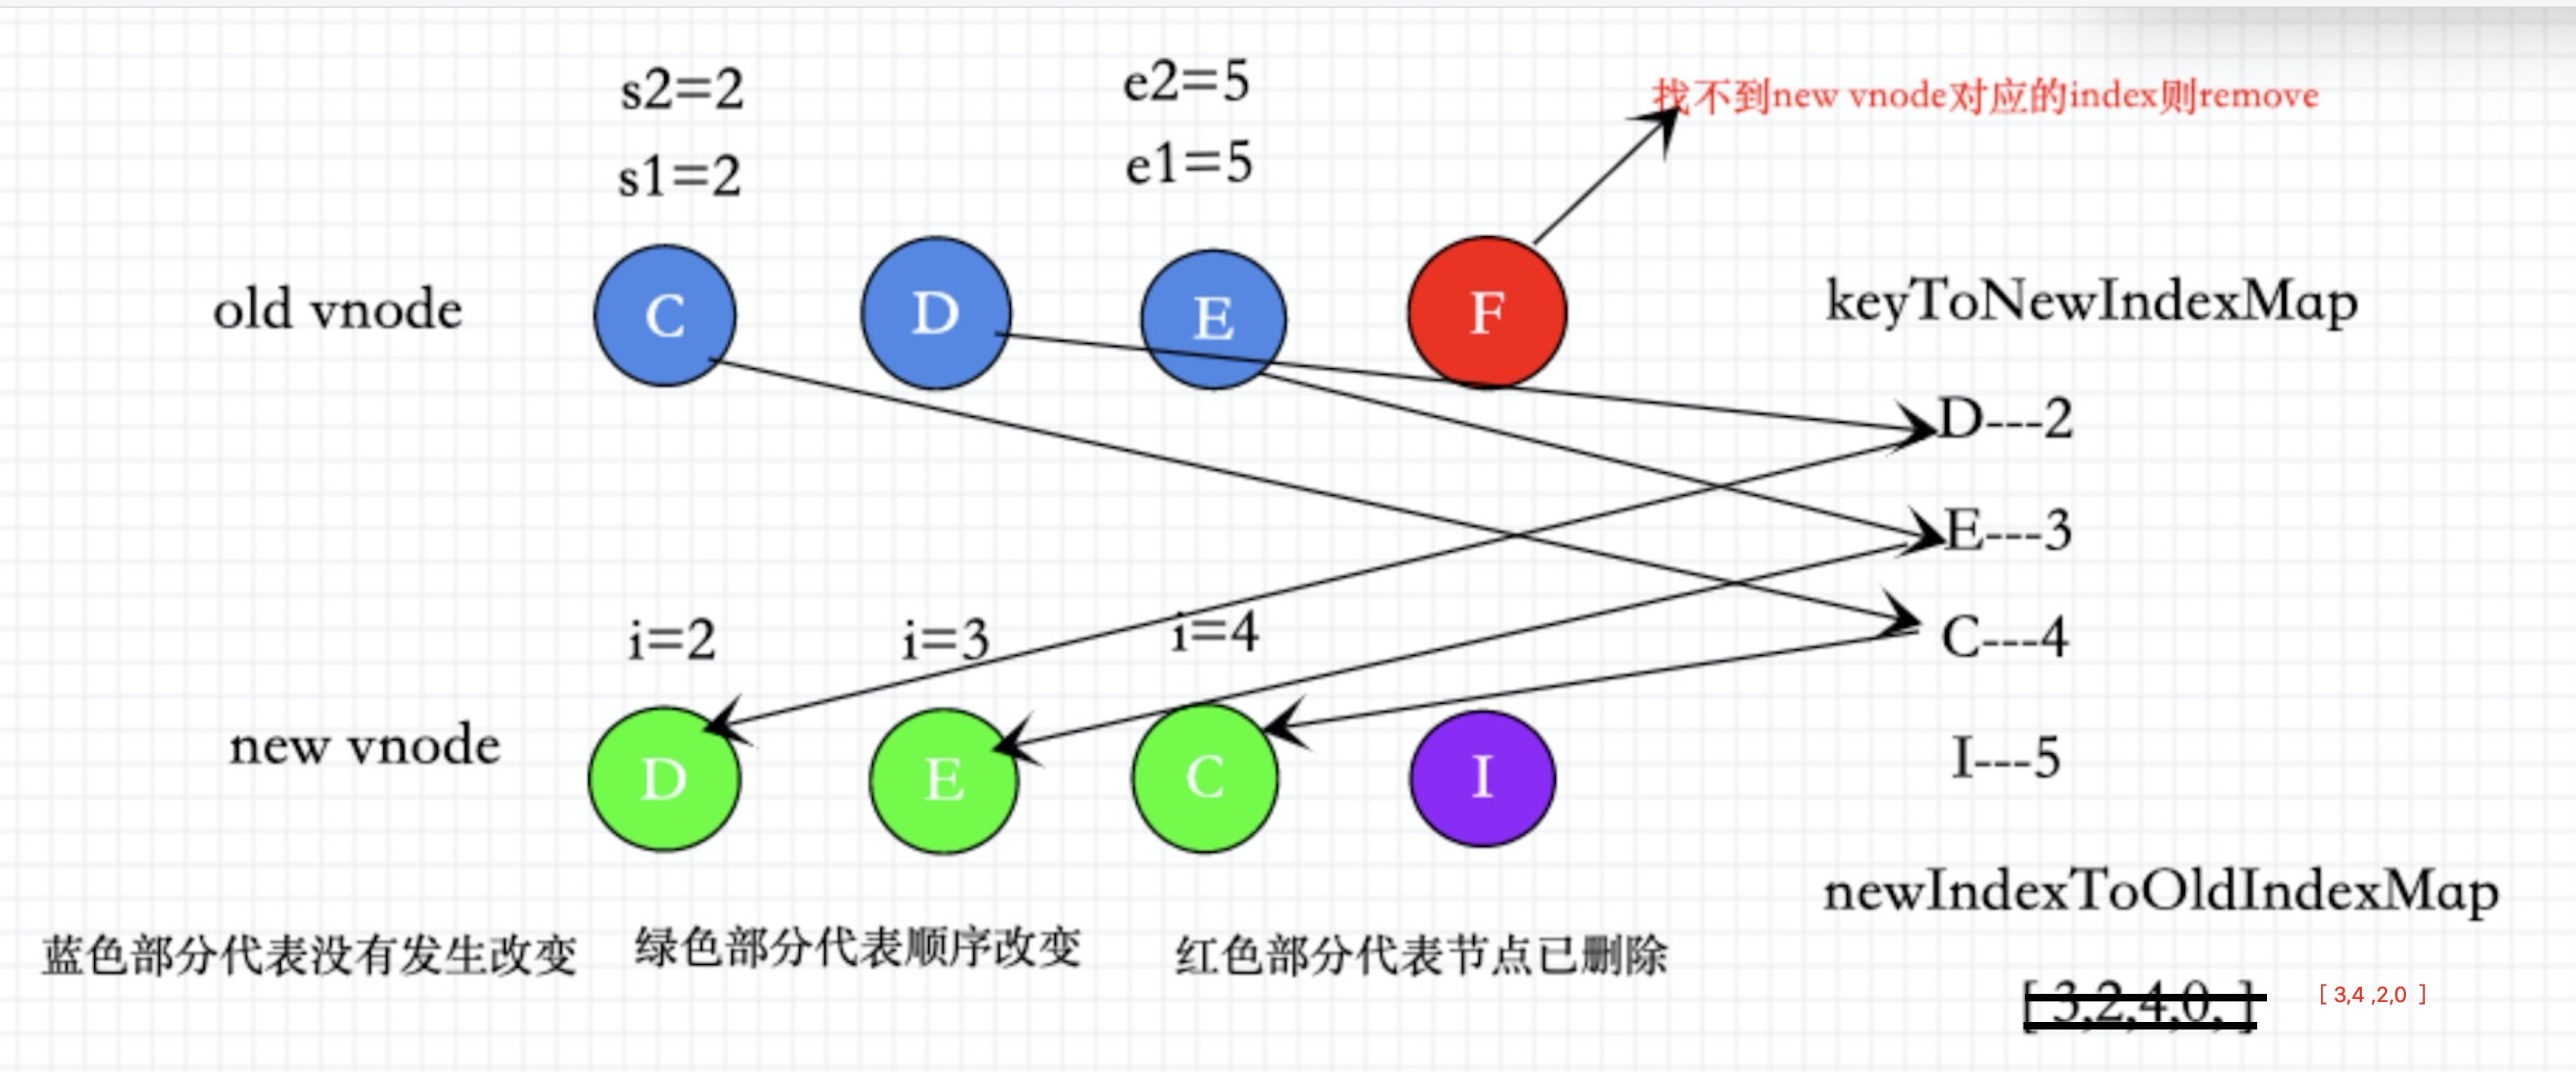 s2=2
e2=5
找不到new vnode对应的index则remove
s1=2
e1=5
old vnode
C
D
E
F
keyToNewIndexMap
D---2
E---3
i=2
i=3
i=4
C---4
new vnode
D
E
C
I
I---5
newIndexToOldIndexMap
蓝色部分代表没有发生改变
绿色部分代表顺序改变
红色部分代表节点已删除
[ 3,2,4,0, ]
[ 3,4 ,2,0 ]